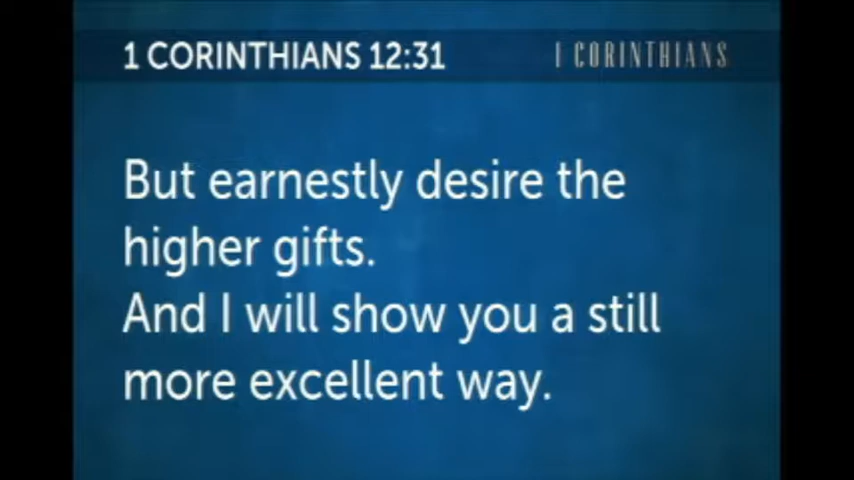 1 CORINTHIANS 12:31
1 CORINTHIANS
But earnestly desire the
higher gifts.
And I will show you a still
more excellent way.